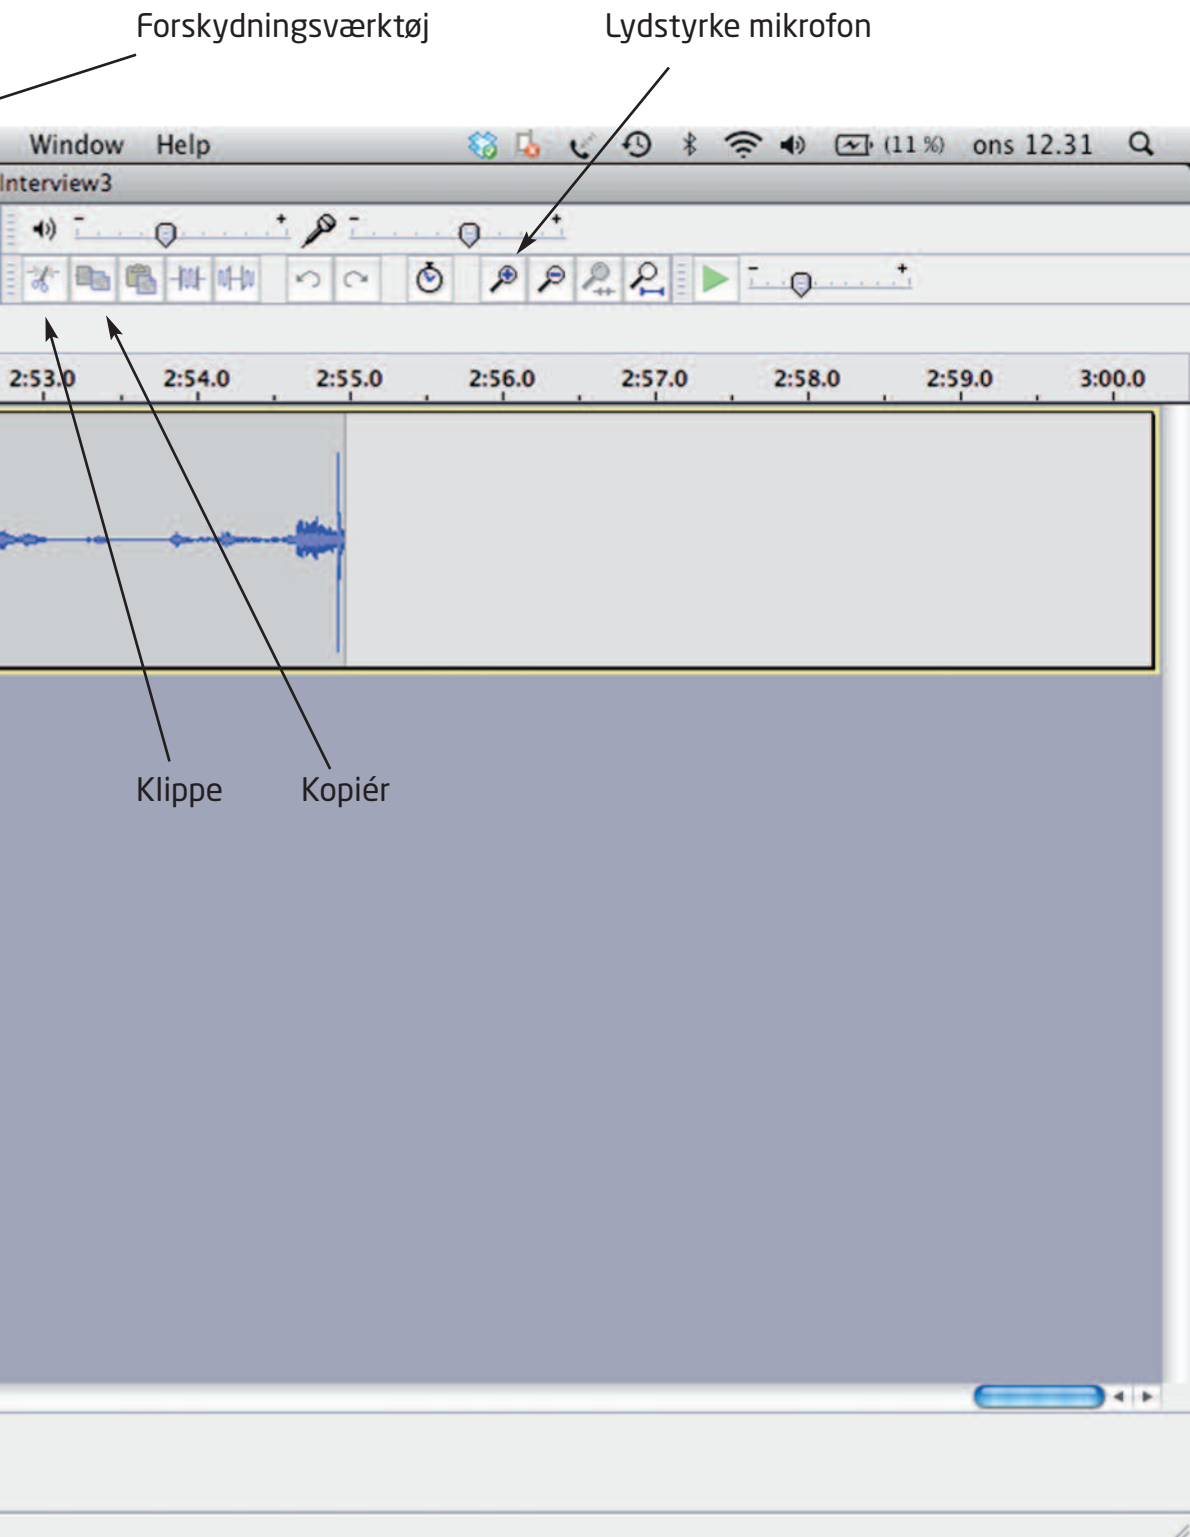 Forskydningsværktøj Lydstyrke mikrofon
Window Help (11 %) ons 12.31
Interview3
- + - +
- +
2:53.0 2:54.0 2:55.0 2:56.0 2:57.0 2:58.0 2:59.0 3:00.0
Klippe Kopiér